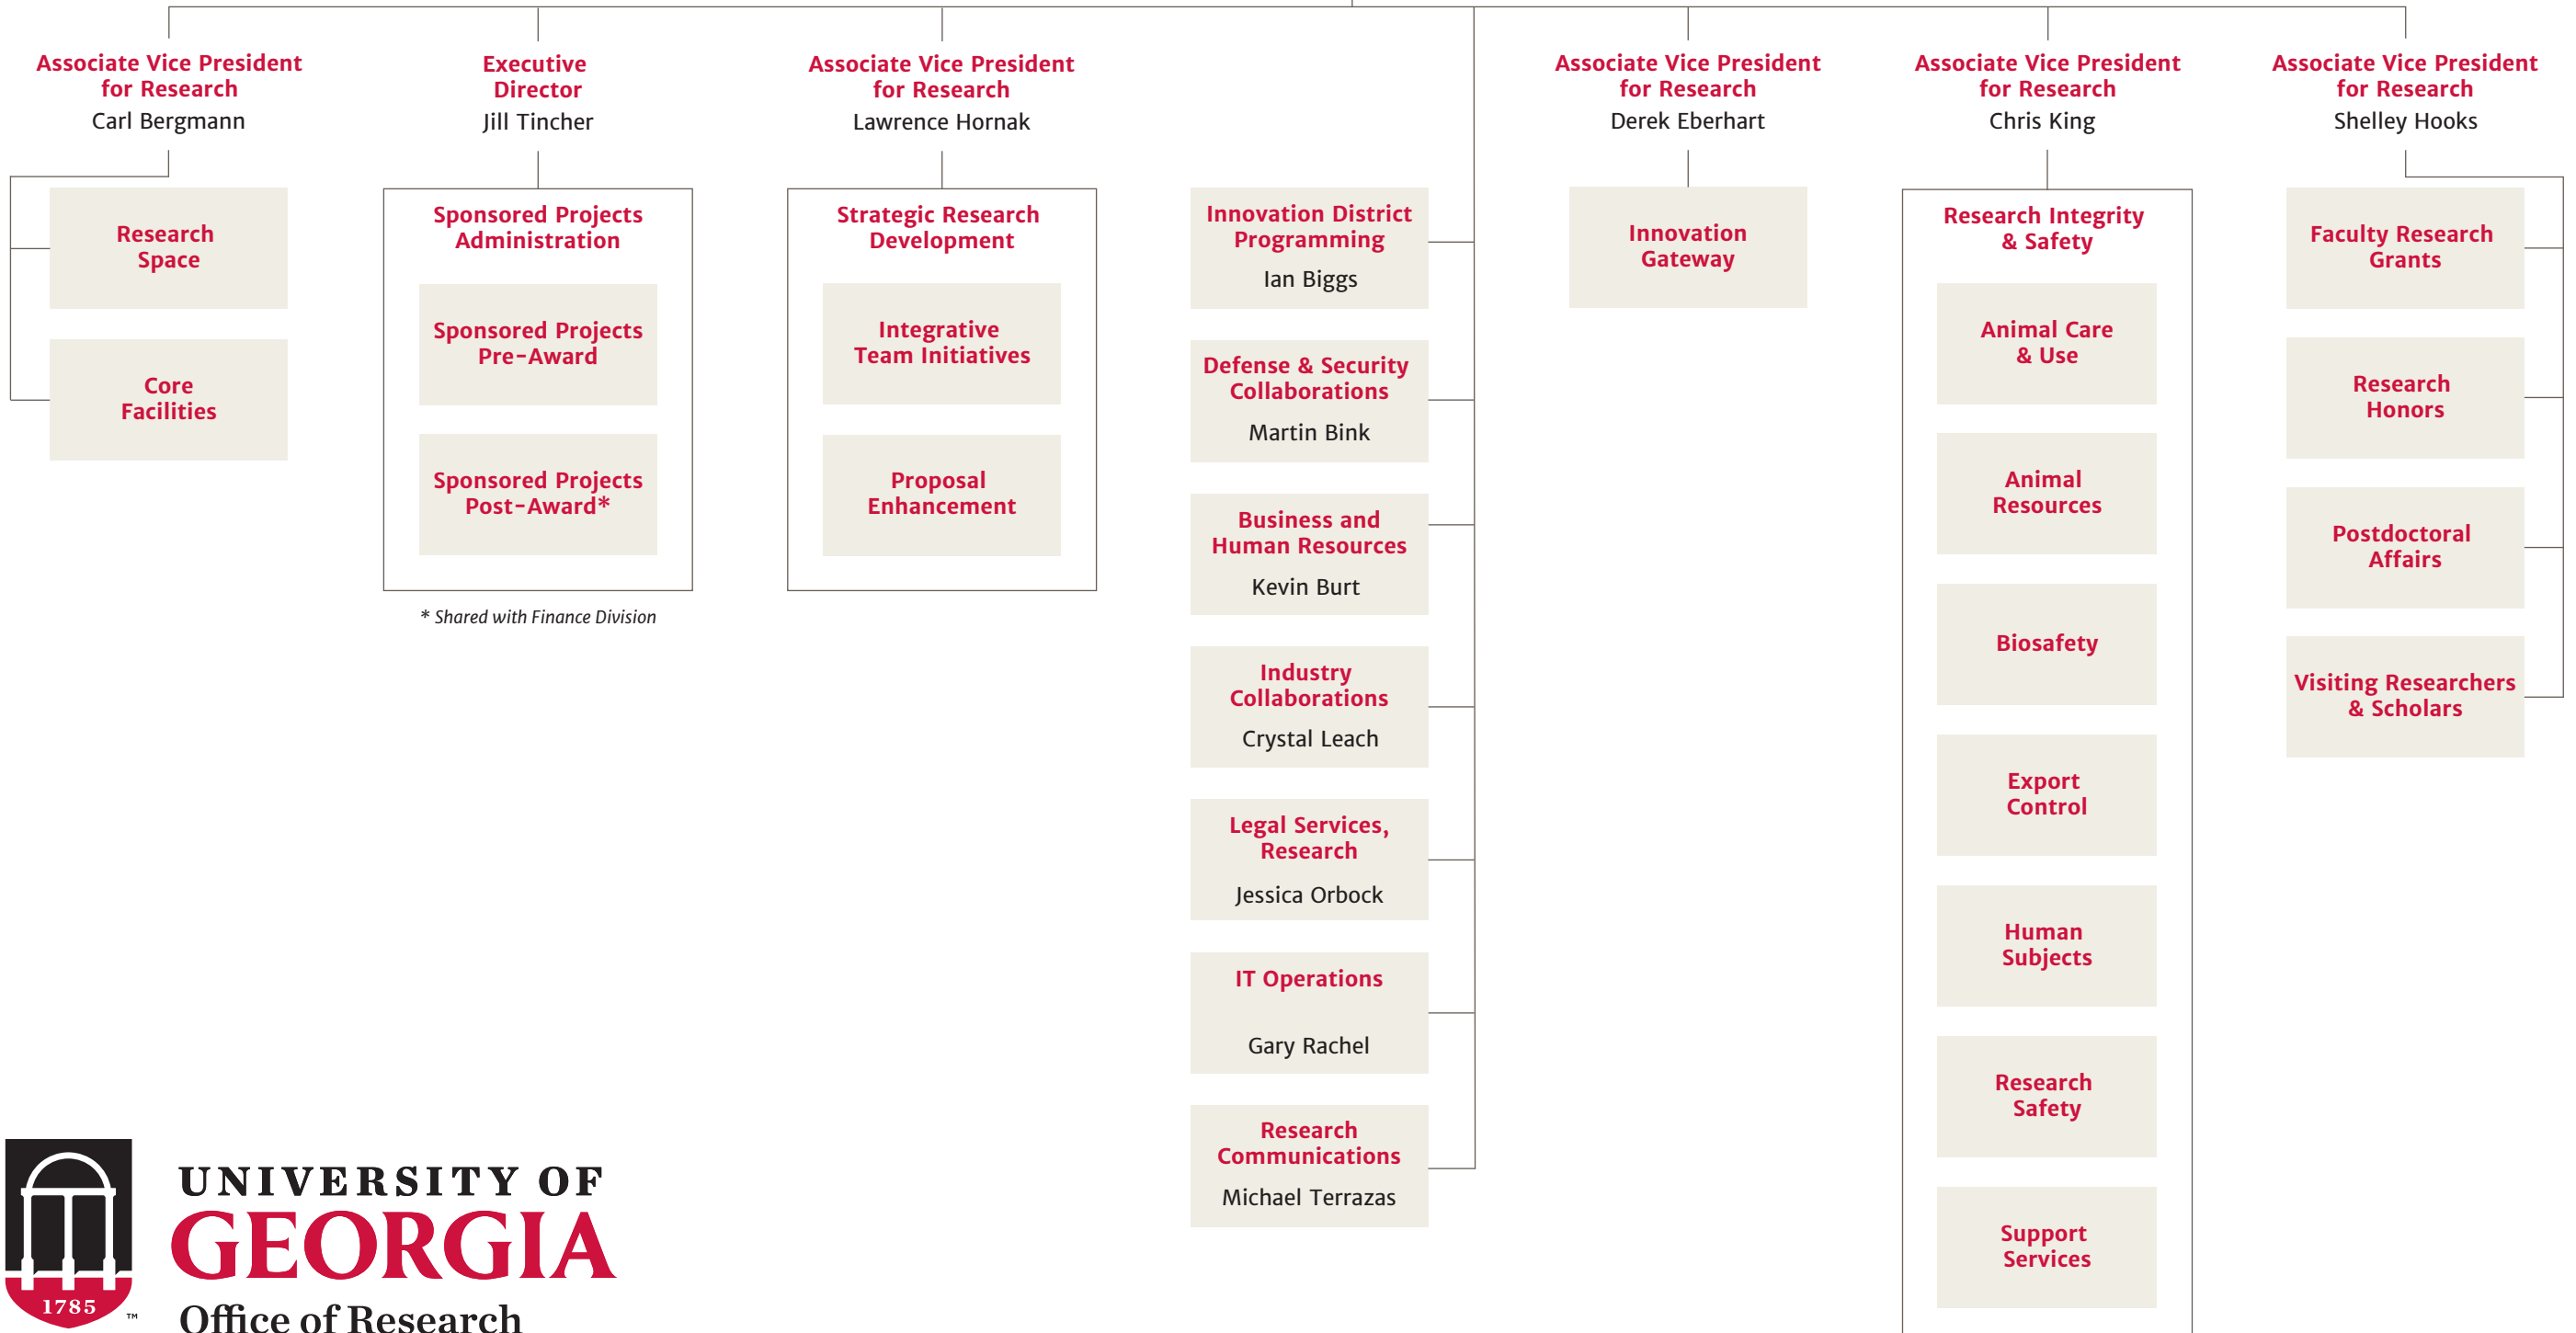 Associate Vice President
for Research
Carl Bergmann
Research
Space
Core
Facilities
Executive
Director
Jill Tincher
Sponsored Projects
Administration
Sponsored Projects
Pre-Award
Sponsored Projects
Post-Award*
* Shared with Finance Division
Associate Vice President
for Research
Lawrence Hornak
Strategic Research
Development
Integrative
Team Initiatives
Proposal
Enhancement
Innovation District
Programming
Ian Biggs
Defense & Security
Collaborations
Martin Bink
Business and
Human Resources
Kevin Burt
Industry
Collaborations
Crystal Leach
Legal Services,
Research
Jessica Orbock
IT Operations
Gary Rachel
Research
Communications
Michael Terrazas
Associate Vice President
for Research
Derek Eberhart
Innovation
Gateway
Associate Vice President
for Research
Chris King
Research Integrity
& Safety
Animal Care
& Use
Animal
Resources
Biosafety
Export
Control
Human
Subjects
Research
Safety
Support
Services
Associate Vice President
for Research
Shelley Hooks
Faculty Research
Grants
Research
Honors
Postdoctoral
Affairs
Visiting Researchers
& Scholars
1785
™
UNIVERSITY OF
GEORGIA
Office of Research